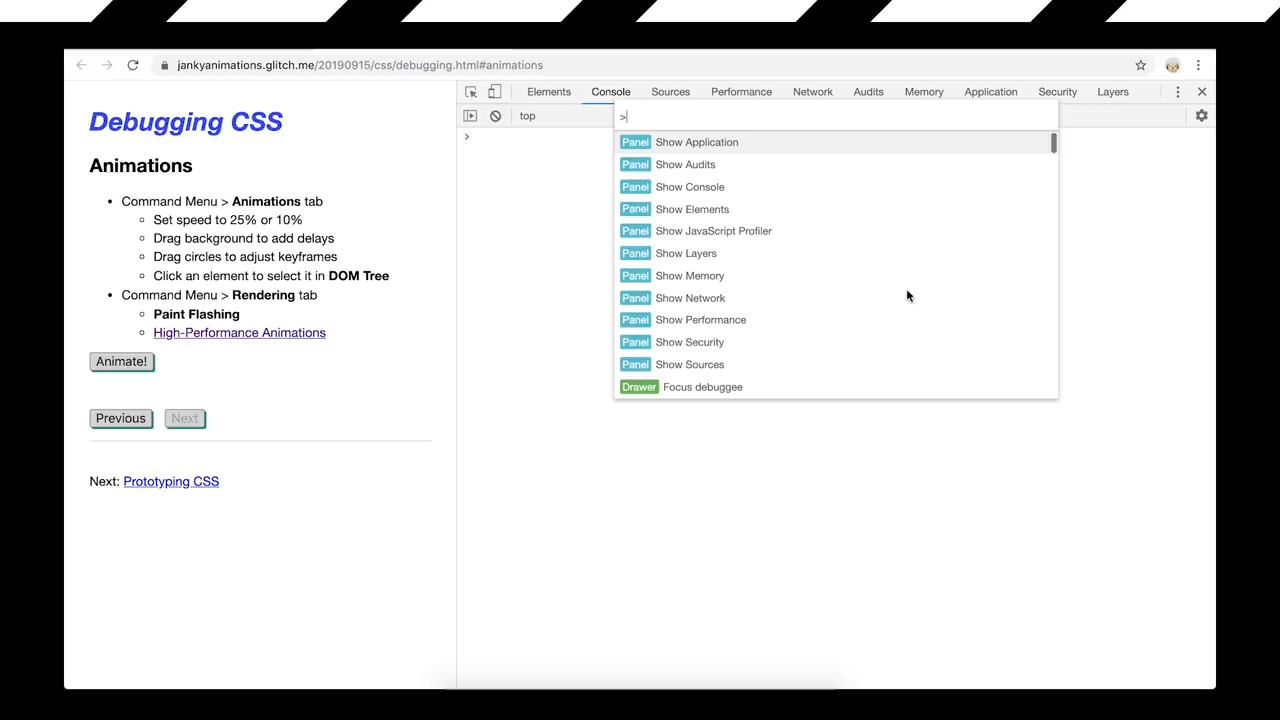 jankyanimations.glitch.me/20190915/css/debugging.html#animations
Debugging CSS
Animations
Command Menu > Animations tab
Set speed to 25% or 10%
Drag background to add delays
Drag circles to adjust keyframes
Click an element to select it in DOM Tree
Command Menu > Rendering tab
Paint Flashing
High-Performance Animations
Animate!
Previous Next
Next: Prototyping CSS
Elements Console Sources Performance Network Audits Memory Application Security Layers
top
>
Panel Show Application
Panel Show Audits
Panel Show Console
Panel Show Elements
Panel Show JavaScript Profiler
Panel Show Layers
Panel Show Memory
Panel Show Network
Panel Show Performance
Panel Show Security
Panel Show Sources
Drawer Focus debuggee